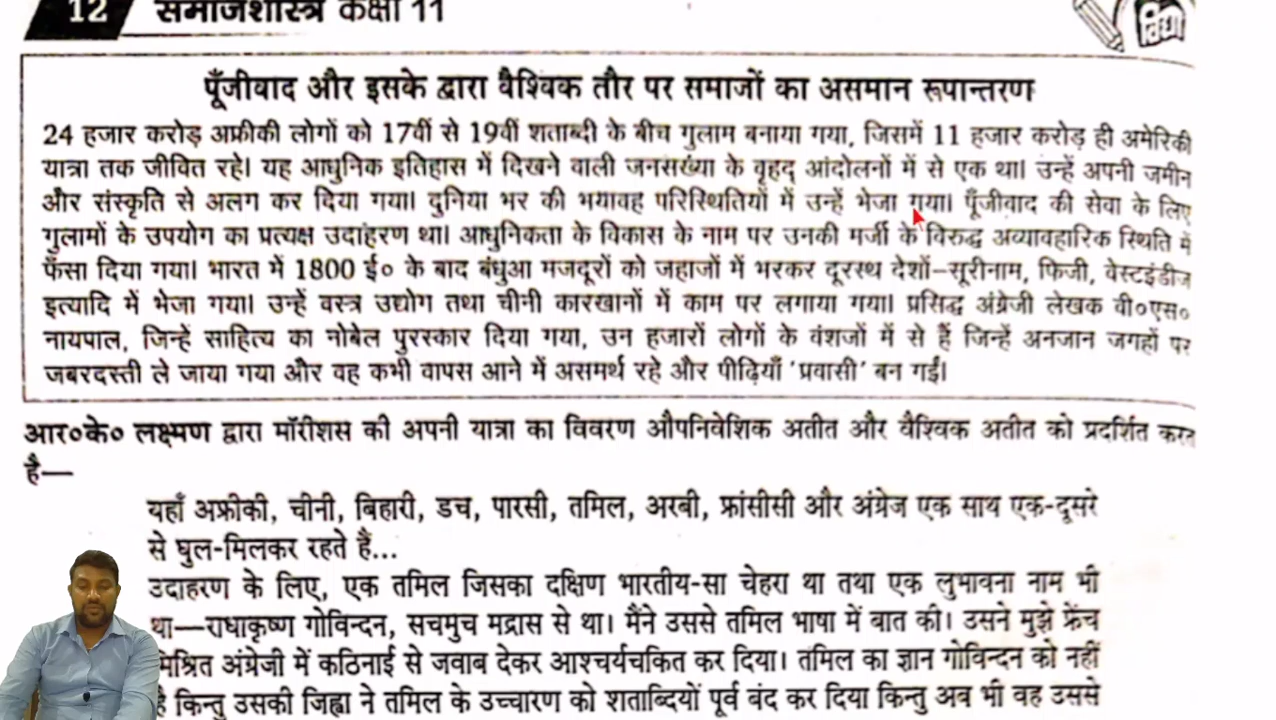 12 समाजशास्त्र कक्षा 11
विद्या
पूँजीवाद और इसके द्वारा वैश्विक तौर पर समाजों का असमान रूपान्तरण
24 हजार करोड़ अफ्रीकी लोगों को 17वीं से 19वीं शताब्दी के बीच गुलाम बनाया गया, जिसमें 11 हजार करोड़ ही अमेरिकी
यात्रा तक जीवित रहे। यह आधुनिक इतिहास में दिखने वाली जनसंख्या के वृहद् आंदोलनों में से एक था। उन्हें अपनी जमीन
और संस्कृति से अलग कर दिया गया। दुनिया भर की भयावह परिस्थितियों में उन्हें भेजा गया। पूँजीवाद की सेवा के लिए
गुलामों के उपयोग का प्रत्यक्ष उदाहरण था। आधुनिकता के विकास के नाम पर उनकी मर्जी के विरुद्ध अव्यावहारिक स्थिति में
फँसा दिया गया। भारत में 1800 ई० के बाद बंधुआ मजदूरों को जहाजों में भरकर दूरस्थ देशों–सूरीनाम, फिजी, वेस्टइंडीज
इत्यादि में भेजा गया। उन्हें वस्त्र उद्योग तथा चीनी कारखानों में काम पर लगाया गया। प्रसिद्ध अंग्रेजी लेखक वी०एस०
नायपाल, जिन्हें साहित्य का नोबेल पुरस्कार दिया गया, उन हजारों लोगों के वंशजों में से हैं जिन्हें अनजान जगहों पर
जबरदस्ती ले जाया गया और वह कभी वापस आने में असमर्थ रहे और पीढ़ियाँ 'प्रवासी' बन गईं।
आर०के० लक्ष्मण द्वारा मॉरीशस की अपनी यात्रा का विवरण औपनिवेशिक अतीत और वैश्विक अतीत को प्रदर्शित करत
है—
यहाँ अफ्रीकी, चीनी, बिहारी, डच, पारसी, तमिल, अरबी, फ्रांसीसी और अंग्रेज एक साथ एक-दूसरे
से घुल-मिलकर रहते हैं...
उदाहरण के लिए, एक तमिल जिसका दक्षिण भारतीय-सा चेहरा था तथा एक लुभावना नाम भी
था—राधाकृष्ण गोविन्दन, सचमुच मद्रास से था। मैंने उससे तमिल भाषा में बात की। उसने मुझे फ्रेंच
मिश्रित अंग्रेजी में कठिनाई से जवाब देकर आश्चर्यचकित कर दिया। तमिल का ज्ञान गोविन्दन को नहीं
है किन्तु उसकी जिह्वा ने तमिल के उच्चारण को शताब्दियों पूर्व बंद कर दिया किन्तु अब भी वह उससे